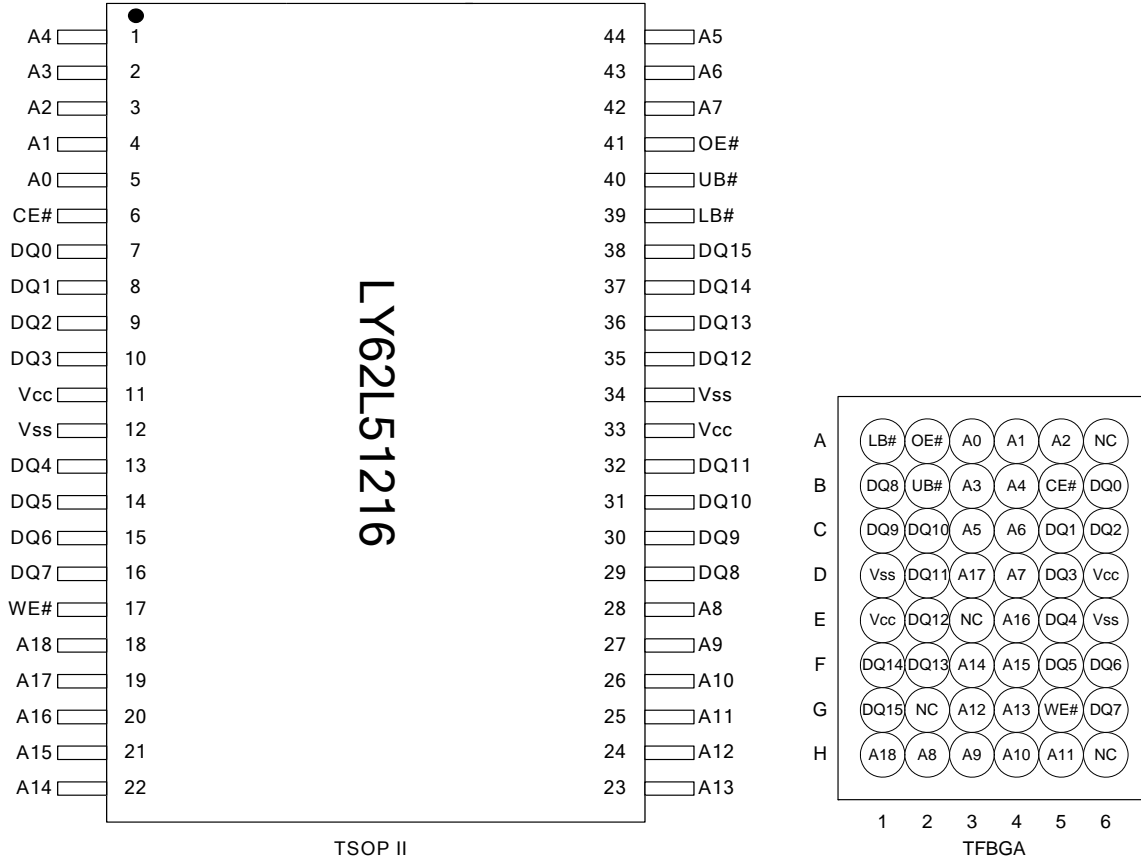 A4 1 44 A5
A3 2 43 A6
A2 3 42 A7
A1 4 41 OE#
A0 5 40 UB#
CE# 6 39 LB#
DQ0 7 38 DQ15
DQ1 8 37 DQ14
DQ2 9 36 DQ13
DQ3 10 35 DQ12
Vcc 11 34 Vss
Vss 12 33 Vcc
DQ4 13 32 DQ11
DQ5 14 31 DQ10
DQ6 15 30 DQ9
DQ7 16 29 DQ8
WE# 17 28 A8
A18 18 27 A9
A17 19 26 A10
A16 20 25 A11
A15 21 24 A12
A14 22 23 A13
LY62L51216
TSOP II
A LB# OE# A0 A1 A2 NC
B DQ8 UB# A3 A4 CE# DQ0
C DQ9 DQ10 A5 A6 DQ1 DQ2
D Vss DQ11 A17 A7 DQ3 Vcc
E Vcc DQ12 NC A16 DQ4 Vss
F DQ14 DQ13 A14 A15 DQ5 DQ6
G DQ15 NC A12 A13 WE# DQ7
H A18 A8 A9 A10 A11 NC
1 2 3 4 5 6
TFBGA